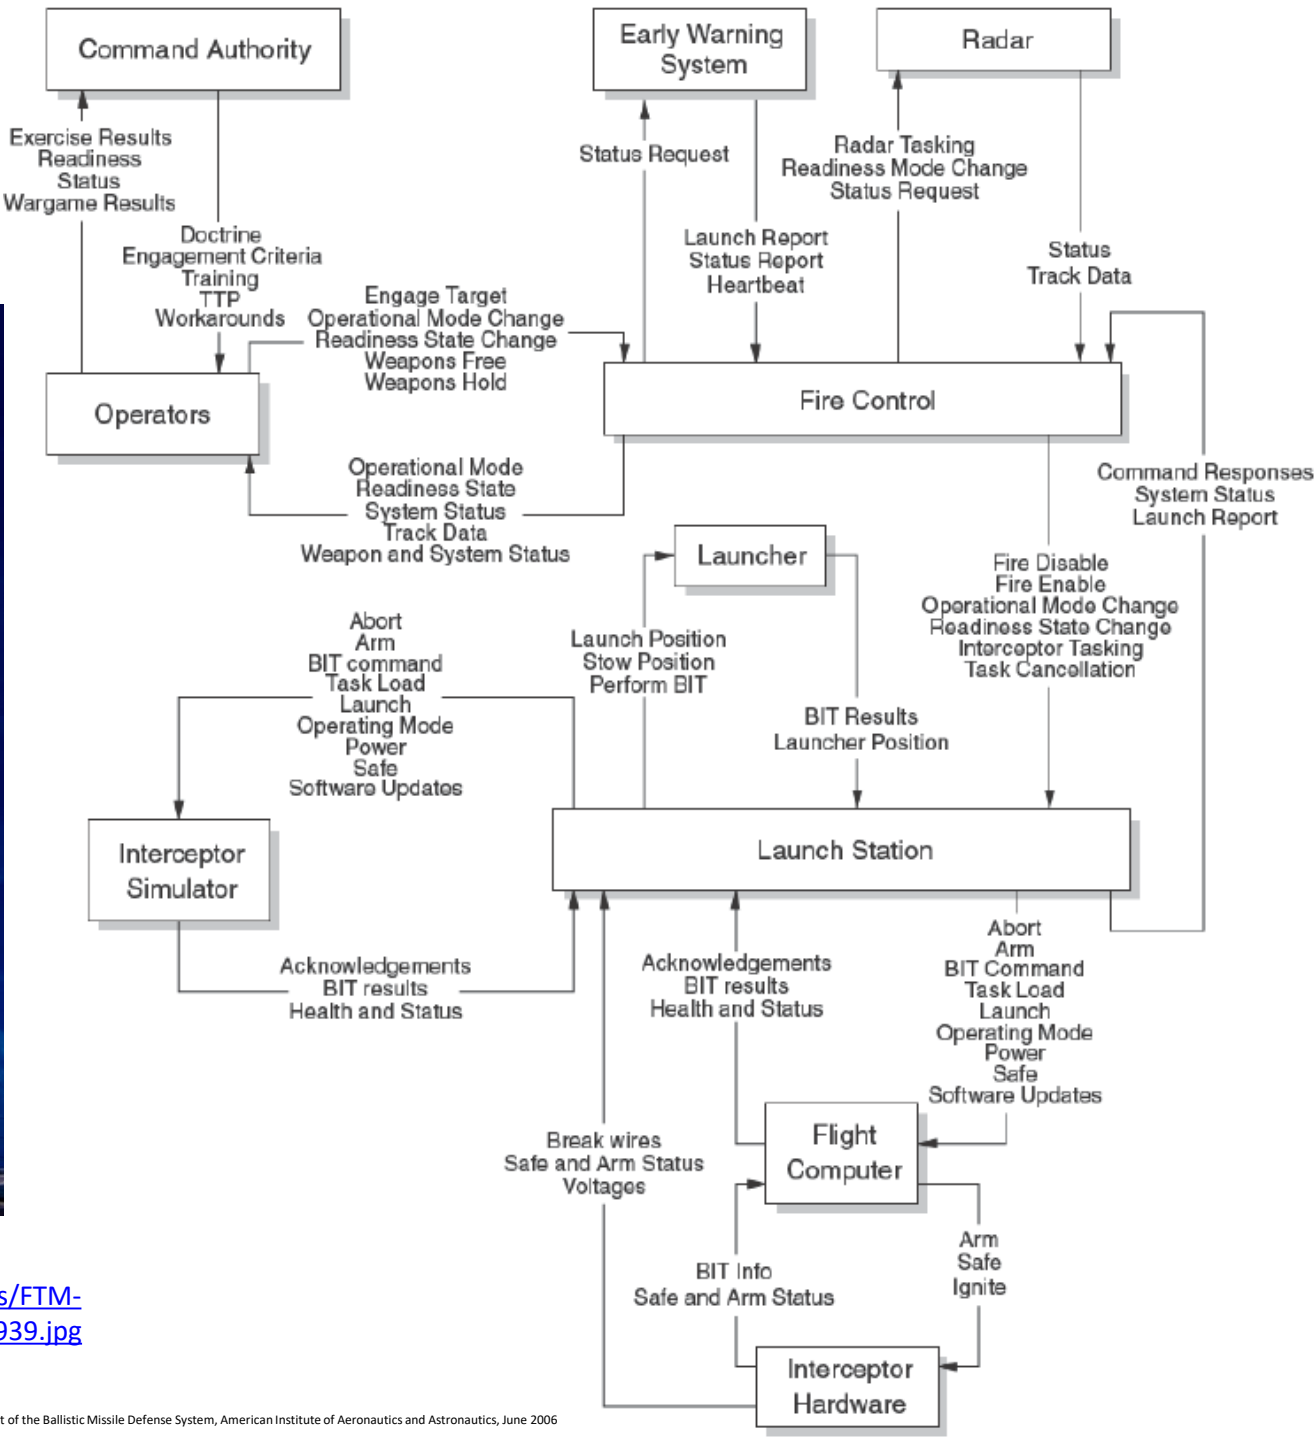 Command Authority
Early Warning
System
Radar
Exercise Results
Readiness
Status
Wargame Results
Status Request
Radar Tasking
Readiness Mode Change
Status Request
Doctrine
Engagement Criteria
Training
TTP
Workarounds
Launch Report
Status Report
Heartbeat
Status
Track Data
Engage Target
Operational Mode Change
Readiness State Change
Weapons Free
Weapons Hold
Operators
Fire Control
Operational Mode
Readiness State
System Status
Track Data
Weapon and System Status
Command Responses
System Status
Launch Report
Launcher
Fire Disable
Fire Enable
Operational Mode Change
Readiness State Change
Interceptor Tasking
Task Cancellation
Abort
Arm
BIT command
Task Load
Launch
Operating Mode
Power
Safe
Software Updates
Launch Position
Stow Position
Perform BIT
BIT Results
Launcher Position
Interceptor
Simulator
Launch Station
Acknowledgements
BIT results
Health and Status
Acknowledgements
BIT results
Health and Status
Abort
Arm
BIT Command
Task Load
Launch
Operating Mode
Power
Safe
Software Updates
Break wires
Safe and Arm Status
Voltages
Flight
Computer
BIT Info
Safe and Arm Status
Arm
Safe
Ignite
Interceptor
Hardware
s/FTM-
939.jpg
t of the Ballistic Missile Defense System, American Institute of Aeronautics and Astronautics, June 2006